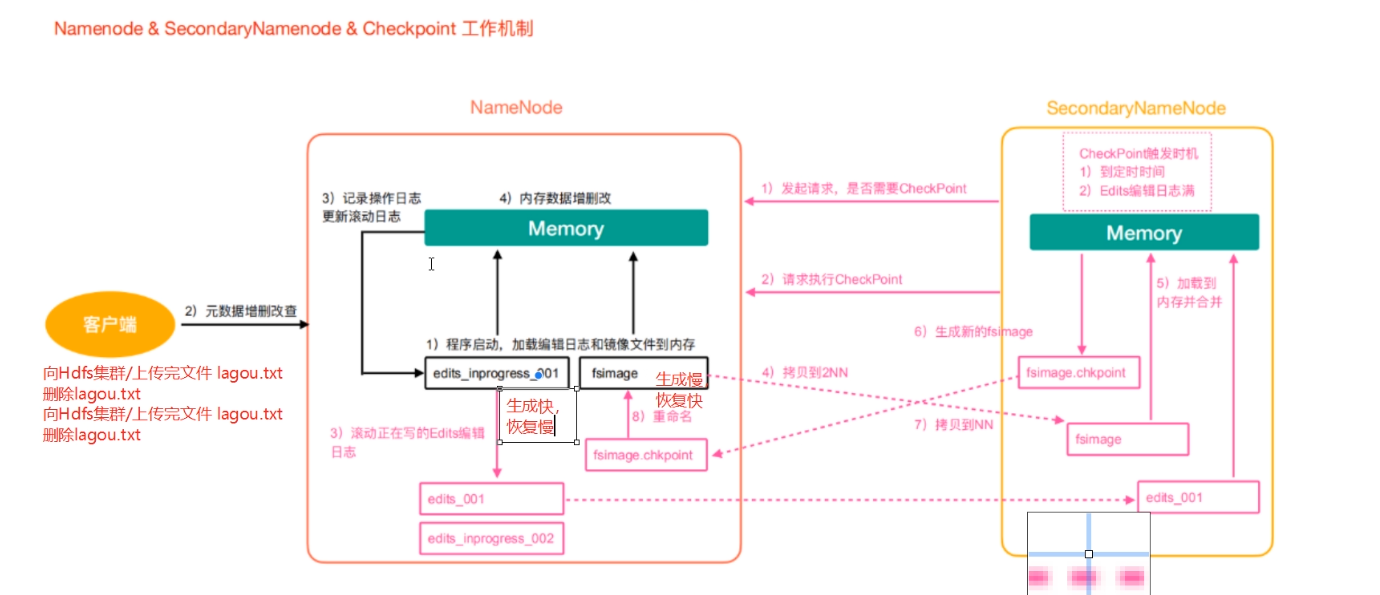 Namenode & SecondaryNamenode & Checkpoint 工作机制
NameNode
SecondaryNameNode
CheckPoint触发时机
1）到定时时间
2）Edits编辑日志满
1）发起请求，是否需要CheckPoint
3）记录操作日志
更新滚动日志
4）内存数据增删改
Memory
Memory
2）请求执行CheckPoint
5）加载到
内存并合并
客户端
2）元数据增删改查
6）生成新的fsimage
1）程序启动，加载编辑日志和镜像文件到内存
edits_inprogress_001
fsimage
生成慢
恢复快
4）拷贝到2NN
fsimage.chkpoint
向Hdfs集群/上传完文件 lagou.txt
删除lagou.txt
向Hdfs集群/上传完文件 lagou.txt
删除lagou.txt
生成快，
恢复慢
8）重命名
7）拷贝到NN
3）滚动正在写的Edits编辑
日志
fsimage.chkpoint
fsimage
edits_001
edits_001
edits_inprogress_002